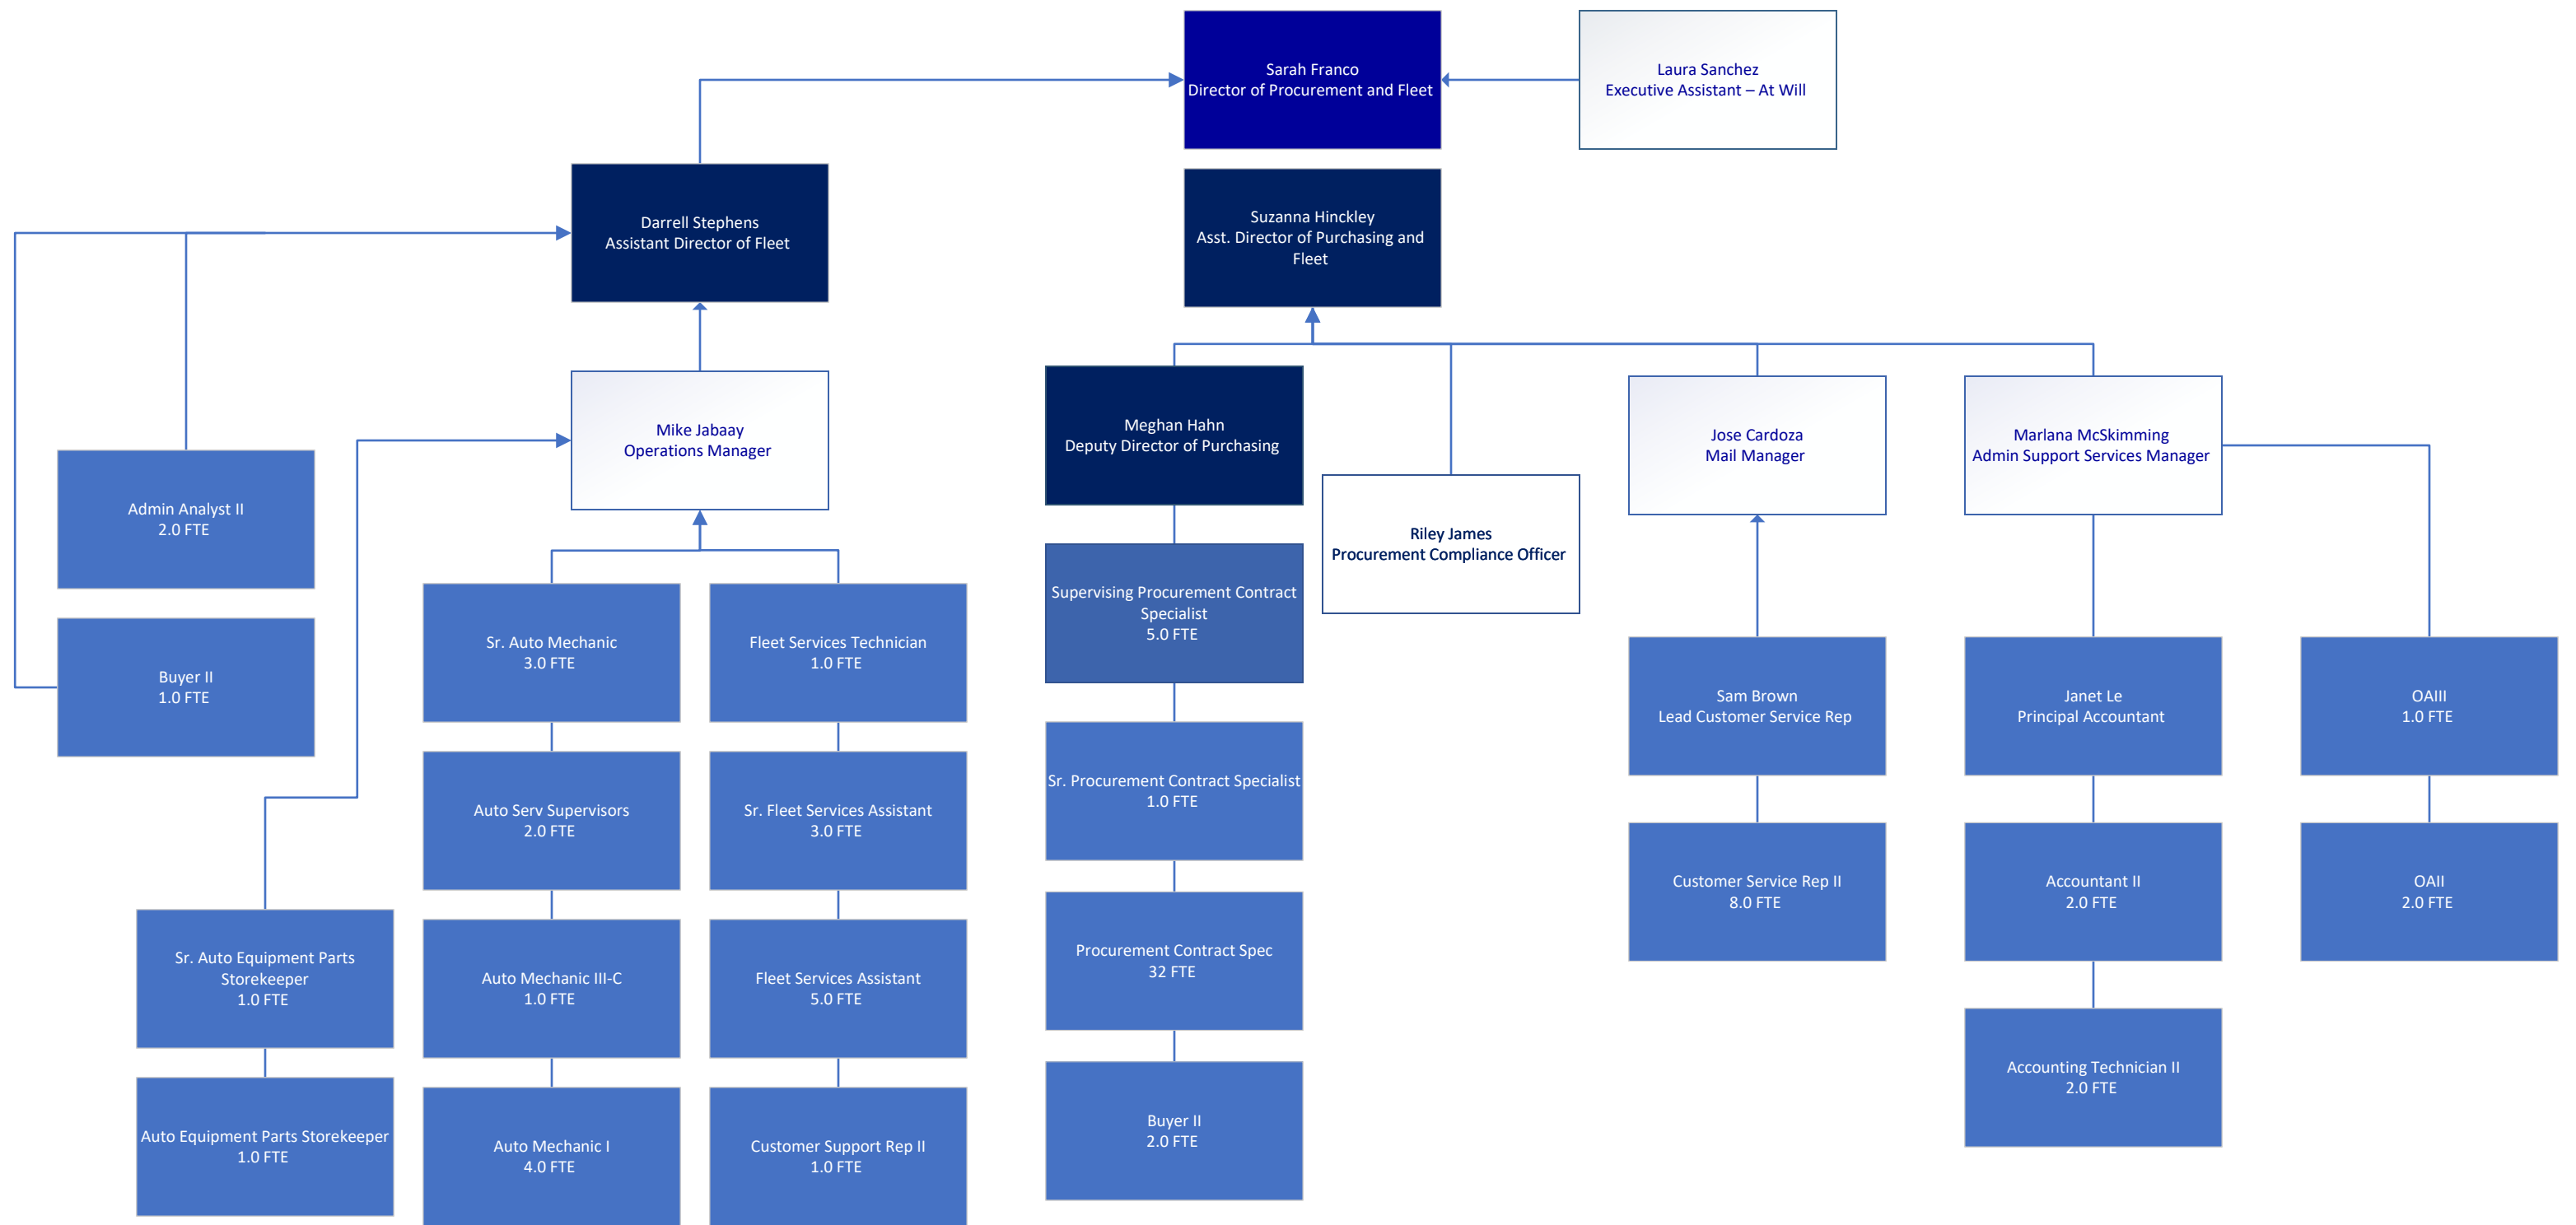 Sarah Franco
Director of Procurement and Fleet
Laura Sanchez
Executive Assistant – At Will
Darrell Stephens
Assistant Director of Fleet
Suzanna Hinckley
Asst. Director of Purchasing and
Fleet
Mike Jabaay
Operations Manager
Meghan Hahn
Deputy Director of Purchasing
Jose Cardoza
Mail Manager
Marlana McSkimming
Admin Support Services Manager
Admin Analyst II
2.0 FTE
Riley James
Procurement Compliance Officer
Supervising Procurement Contract
Specialist
5.0 FTE
Buyer II
1.0 FTE
Sr. Auto Mechanic
3.0 FTE
Fleet Services Technician
1.0 FTE
Sam Brown
Lead Customer Service Rep
Janet Le
Principal Accountant
OAIII
1.0 FTE
Auto Serv Supervisors
2.0 FTE
Sr. Fleet Services Assistant
3.0 FTE
Sr. Procurement Contract Specialist
1.0 FTE
Customer Service Rep II
8.0 FTE
Accountant II
2.0 FTE
OAII
2.0 FTE
Sr. Auto Equipment Parts
Storekeeper
1.0 FTE
Auto Mechanic III-C
1.0 FTE
Fleet Services Assistant
5.0 FTE
Procurement Contract Spec
32 FTE
Accounting Technician II
2.0 FTE
Auto Equipment Parts Storekeeper
1.0 FTE
Auto Mechanic I
4.0 FTE
Customer Support Rep II
1.0 FTE
Buyer II
2.0 FTE